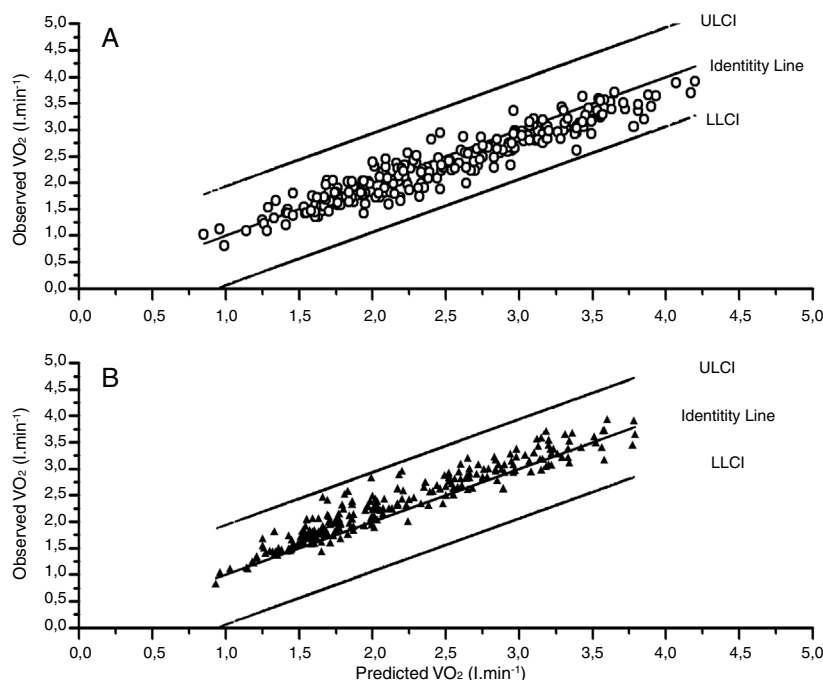 A
ULCI
Identitity Line
LLCI
Observed VO₂ (l.min⁻¹)
5,0
4,5
4,0
3,5
3,0
2,5
2,0
1,5
1,0
0,5
0,0
0,0 0,5 1,0 1,5 2,0 2,5 3,0 3,5 4,0 4,5 5,0
B
ULCI
Identitity Line
LLCI
Observed VO₂ (l.min⁻¹)
5,0
4,5
4,0
3,5
3,0
2,5
2,0
1,5
1,0
0,5
0,0
0,0 0,5 1,0 1,5 2,0 2,5 3,0 3,5 4,0 4,5 5,0
Predicted VO₂ (l.min⁻¹)